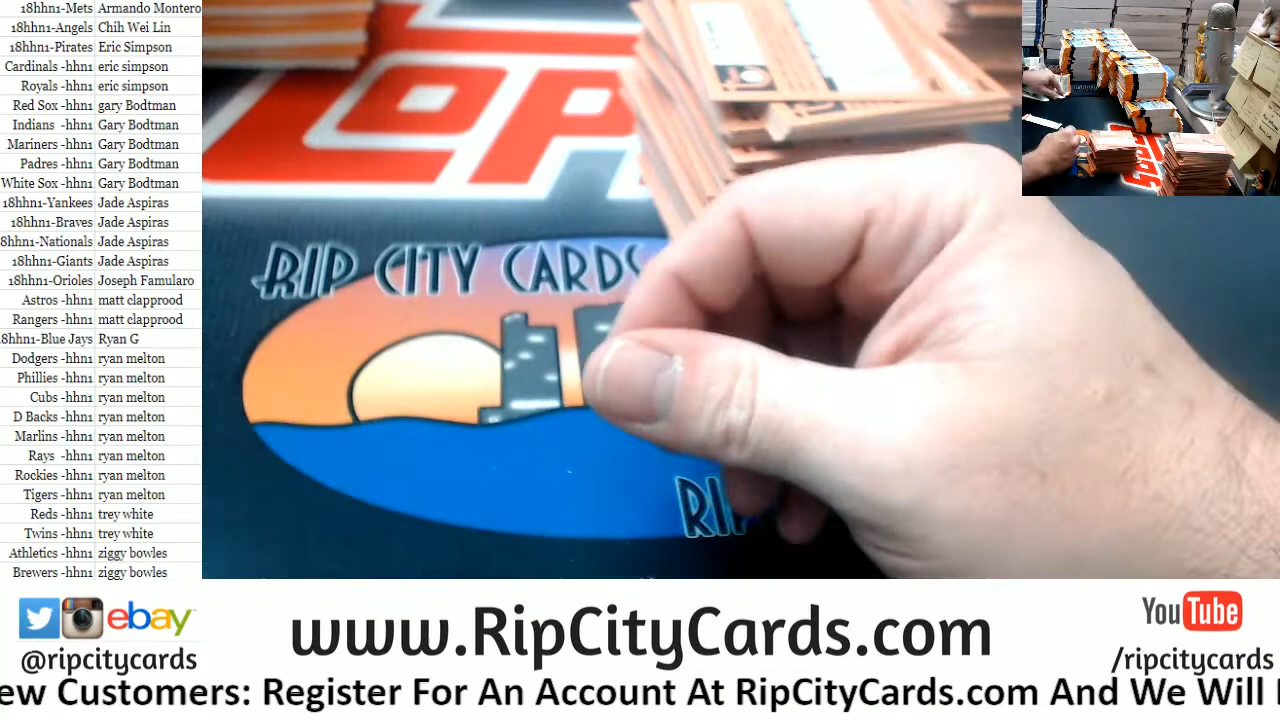 18hhn1-Mets Armando Montero
18hhn1-Angels Chih Wei Lin
18hhn1-Pirates Eric Simpson
Cardinals -hhn1 eric simpson
Royals -hhn1 eric simpson
Red Sox -hhn1 gary Bodtman
Indians -hhn1 Gary Bodtman
Mariners -hhn1 Gary Bodtman
Padres -hhn1 Gary Bodtman
White Sox -hhn1 Gary Bodtman
18hhn1-Yankees Jade Aspiras
18hhn1-Braves Jade Aspiras
8hhn1-Nationals Jade Aspiras
18hhn1-Giants Jade Aspiras
18hhn1-Orioles Joseph Famularo
Astros -hhn1 matt clapprood
Rangers -hhn1 matt clapprood
8hhn1-Blue Jays Ryan G
Dodgers -hhn1 ryan melton
Phillies -hhn1 ryan melton
Cubs -hhn1 ryan melton
D Backs -hhn1 ryan melton
Marlins -hhn1 ryan melton
Rays -hhn1 ryan melton
Rockies -hhn1 ryan melton
Tigers -hhn1 ryan melton
Reds -hhn1 trey white
Twins -hhn1 trey white
Athletics -hhn1 ziggy bowles
Brewers -hhn1 ziggy bowles
TOP
RIP CITY CARDS
RI
ebay
@ripcitycards
www.RipCityCards.com
YouTube
/ripcitycards
ew Customers: Register For An Account At RipCityCards.com And We Will